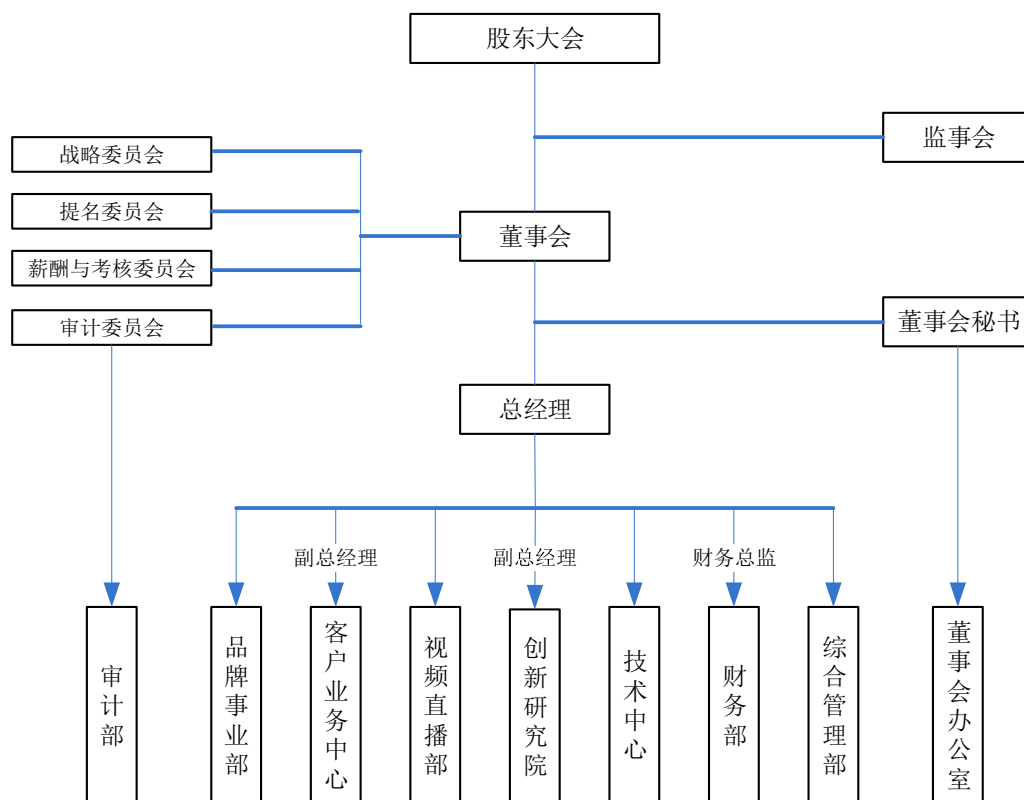 股东大会
监事会
战略委员会
提名委员会
董事会
薪酬与考核委员会
审计委员会
董事会秘书
总经理
副总经理
副总经理
财务总监
审计部
品牌事业部
客户业务中心
视频直播部
创新研究院
技术中心
财务部
综合管理部
董事会办公室